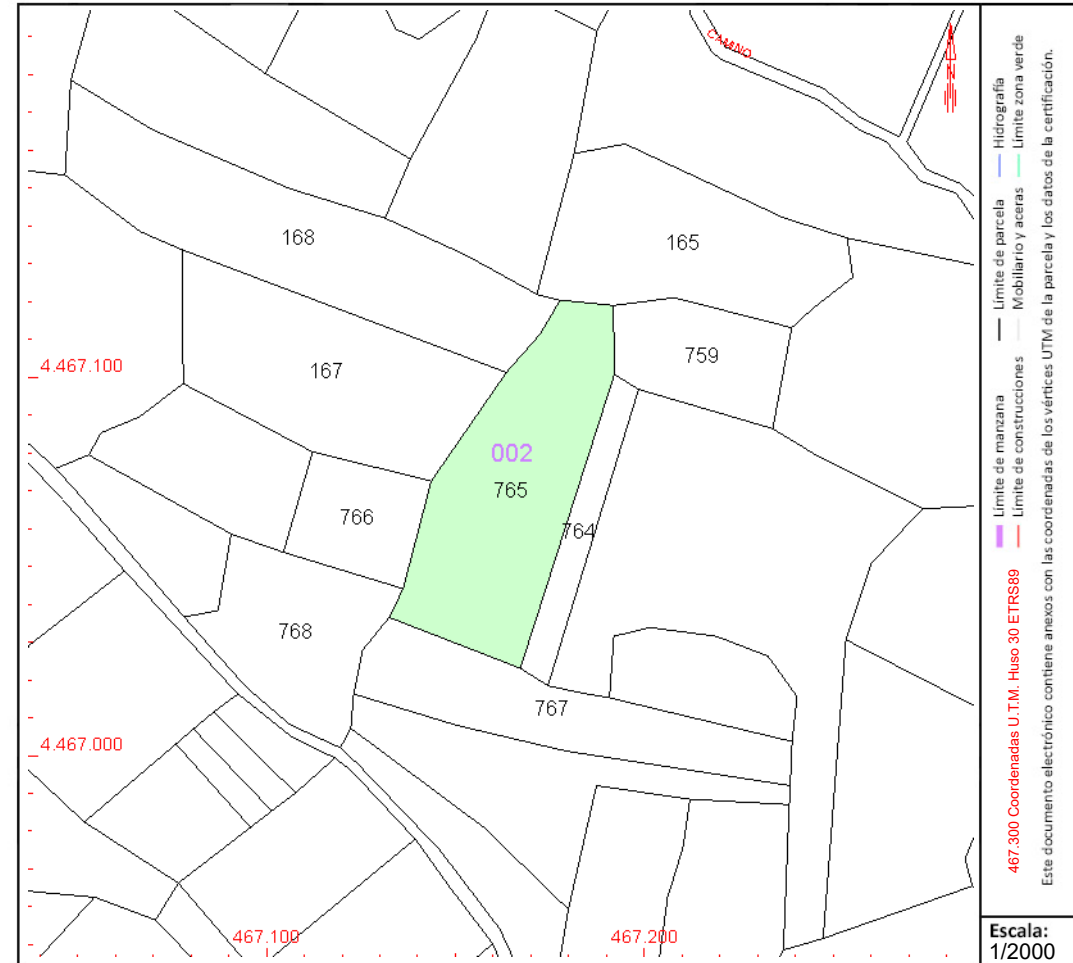 CAMINO
N
168
165
4.467.100
167
759
002
765
766
764
768
767
4.467.000
467.100
467.200
Límite de manzana
Límite de parcela
Hidrografía
467.300 Coordenadas U.T.M. Huso 30 ETRS89
Límite de construcciones
Mobiliario y aceras
Límite zona verde
Este documento electrónico contiene anexos con las coordenadas de los vértices UTM de la parcela y los datos de la certificación.
Escala:
1/2000